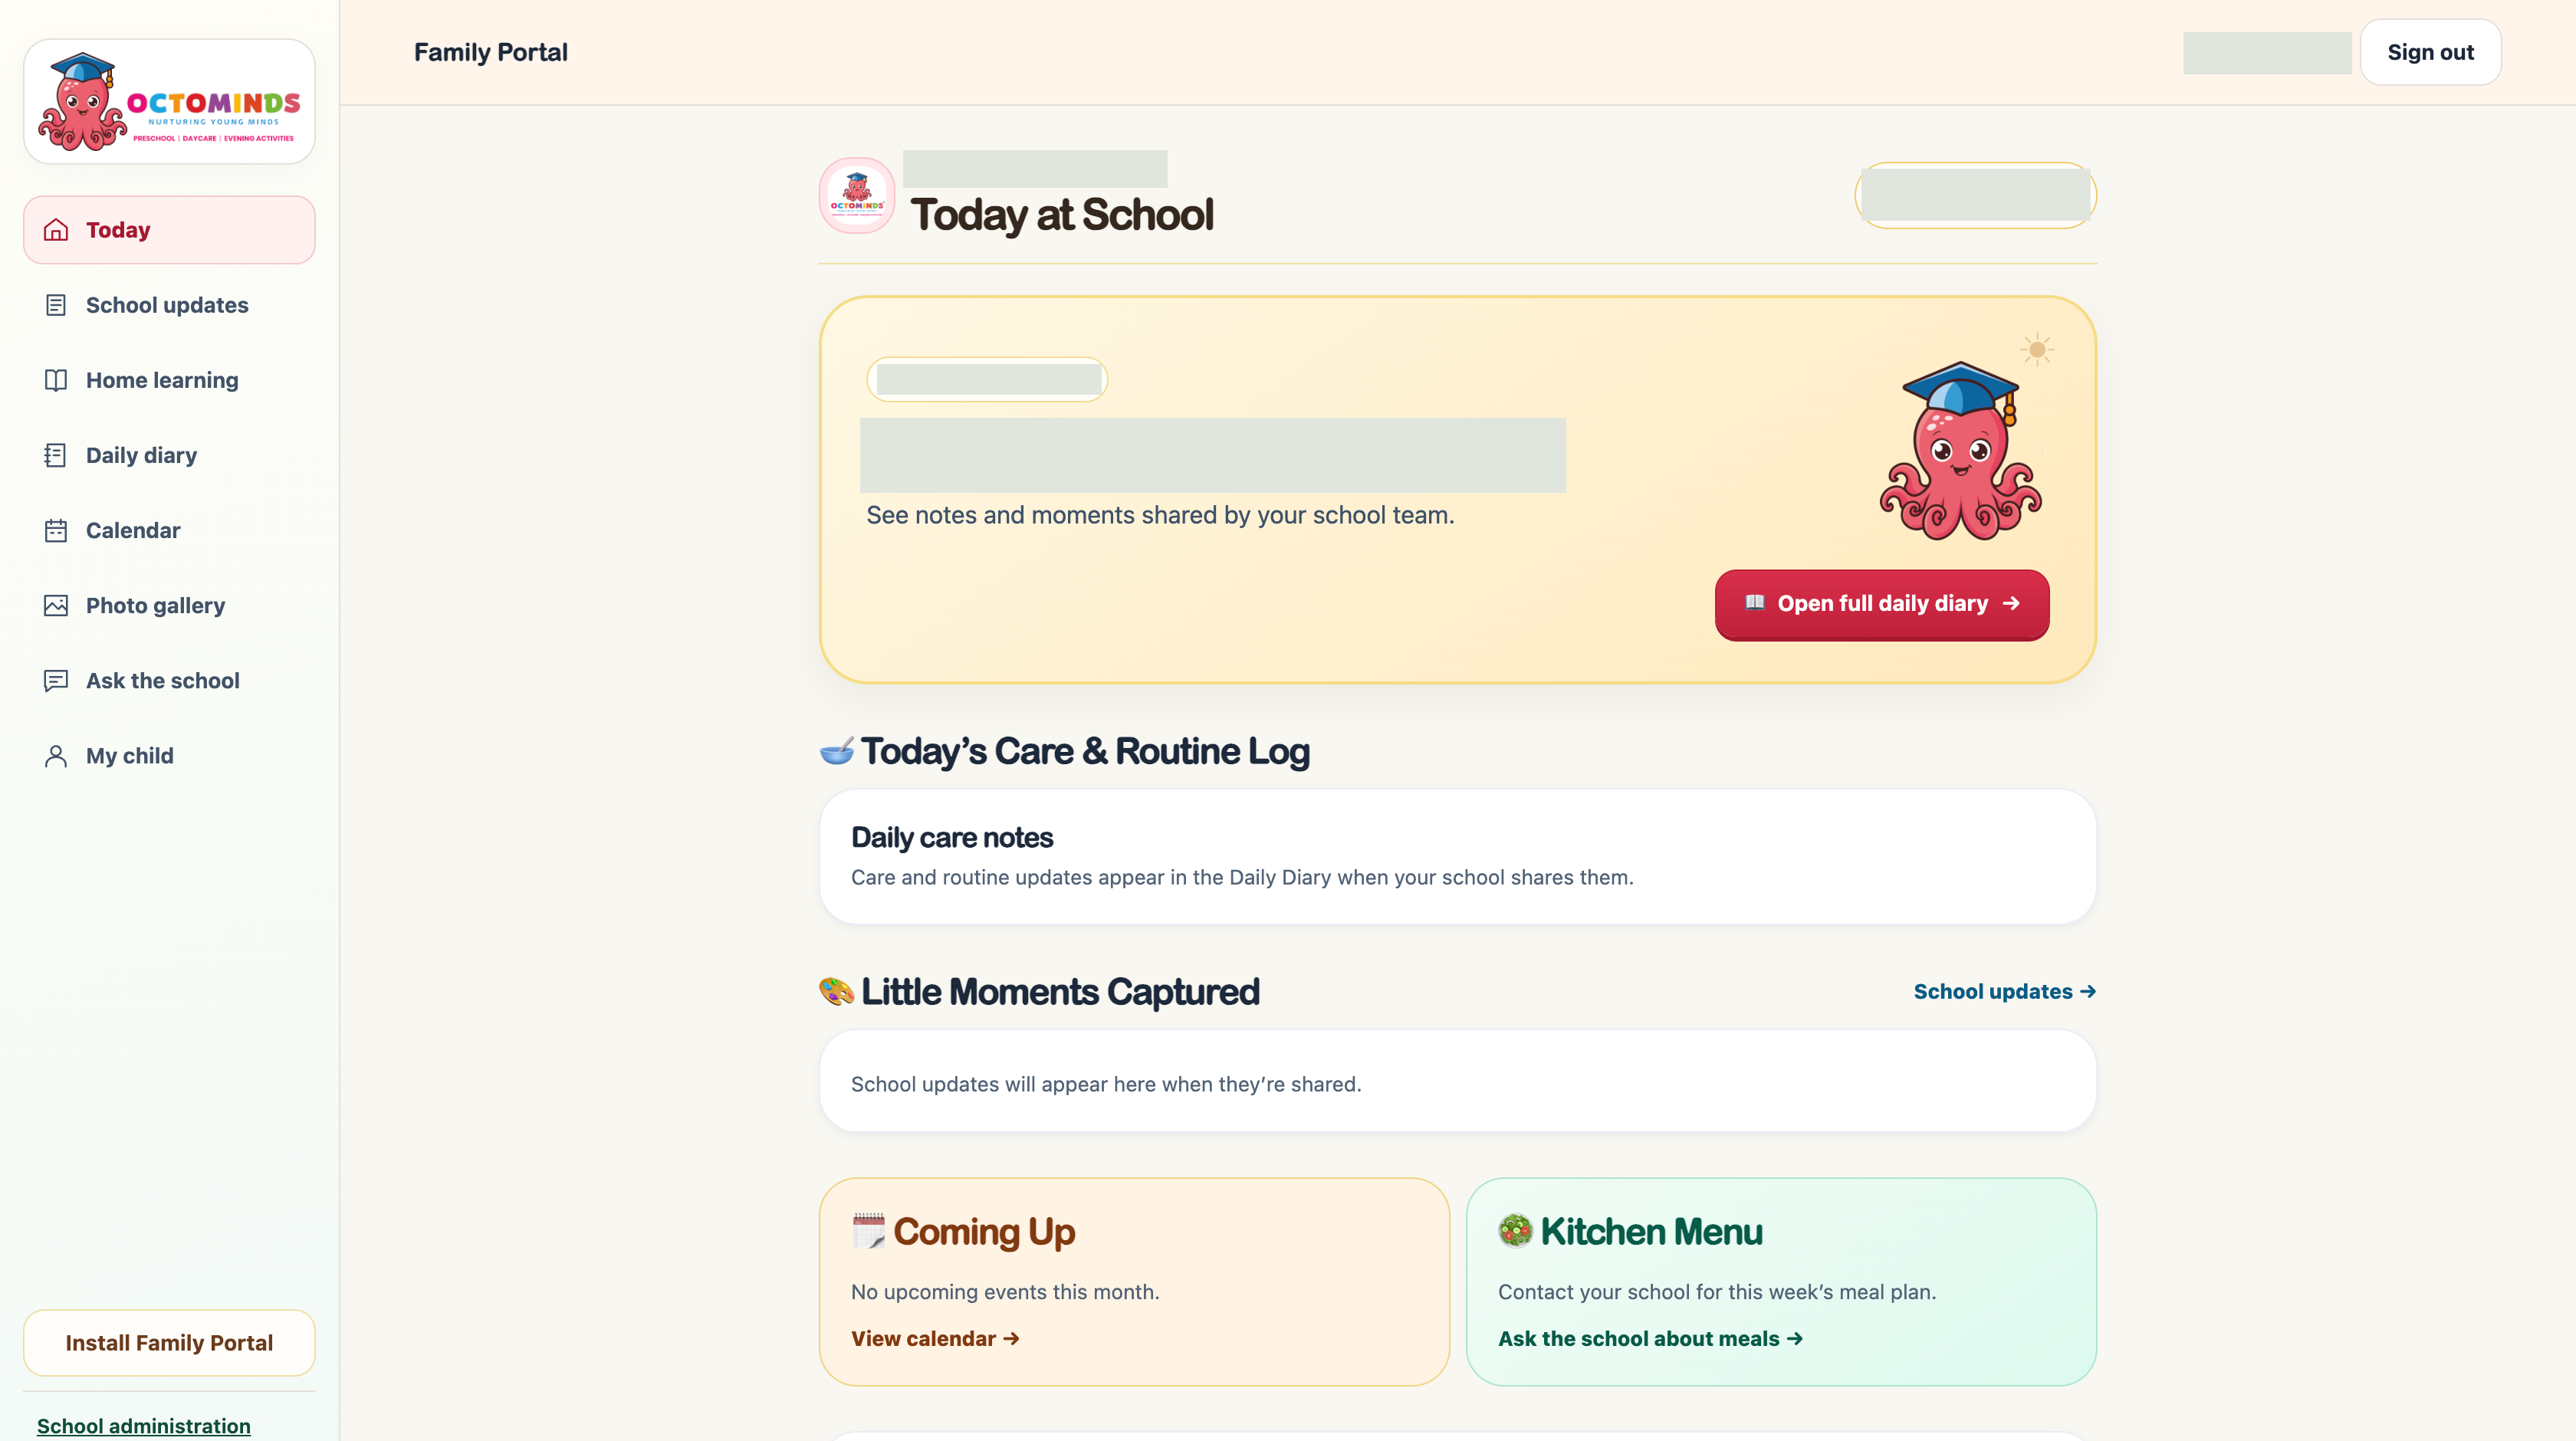 OCTOMINDS
NURTURING YOUNG MINDS
PRESCHOOL | DAYCARE | EVENING ACTIVITIES
Today
School updates
Home learning
Daily diary
Calendar
Photo gallery
Ask the school
My child
Install Family Portal
School administration
Family Portal
Sign out
OCTOMINDS
Today at School
See notes and moments shared by your school team.
Open full daily diary →
Today’s Care & Routine Log
Daily care notes
Care and routine updates appear in the Daily Diary when your school shares them.
Little Moments Captured
School updates →
School updates will appear here when they’re shared.
Coming Up
No upcoming events this month.
View calendar →
Kitchen Menu
Contact your school for this week’s meal plan.
Ask the school about meals →